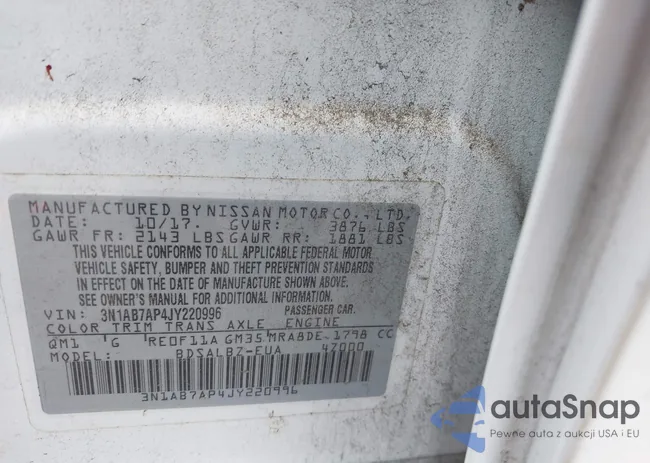 MANUFACTURED BY NISSAN MOTOR CO., LTD.
DATE: 10/17. GVWR: 3876 LBS
GAWR FR: 2143 LBS GAWR RR: 1881 LBS
THIS VEHICLE CONFORMS TO ALL APPLICABLE FEDERAL MOTOR
VEHICLE SAFETY, BUMPER AND THEFT PREVENTION STANDARDS
IN EFFECT ON THE DATE OF MANUFACTURE SHOWN ABOVE.
SEE OWNER'S MANUAL FOR ADDITIONAL INFORMATION.
VIN: 3N1AB7AP4JY220996 PASSENGER CAR.
COLOR TRIM TRANS AXLE ENGINE
QM1 G RE0F11A GM35 MRA8DE 1798 CC
MODEL BDSALBZ-EUA 47000
3N1AB7AP4JY220996
autaSnap
Pewne auta z aukcji USA i EU